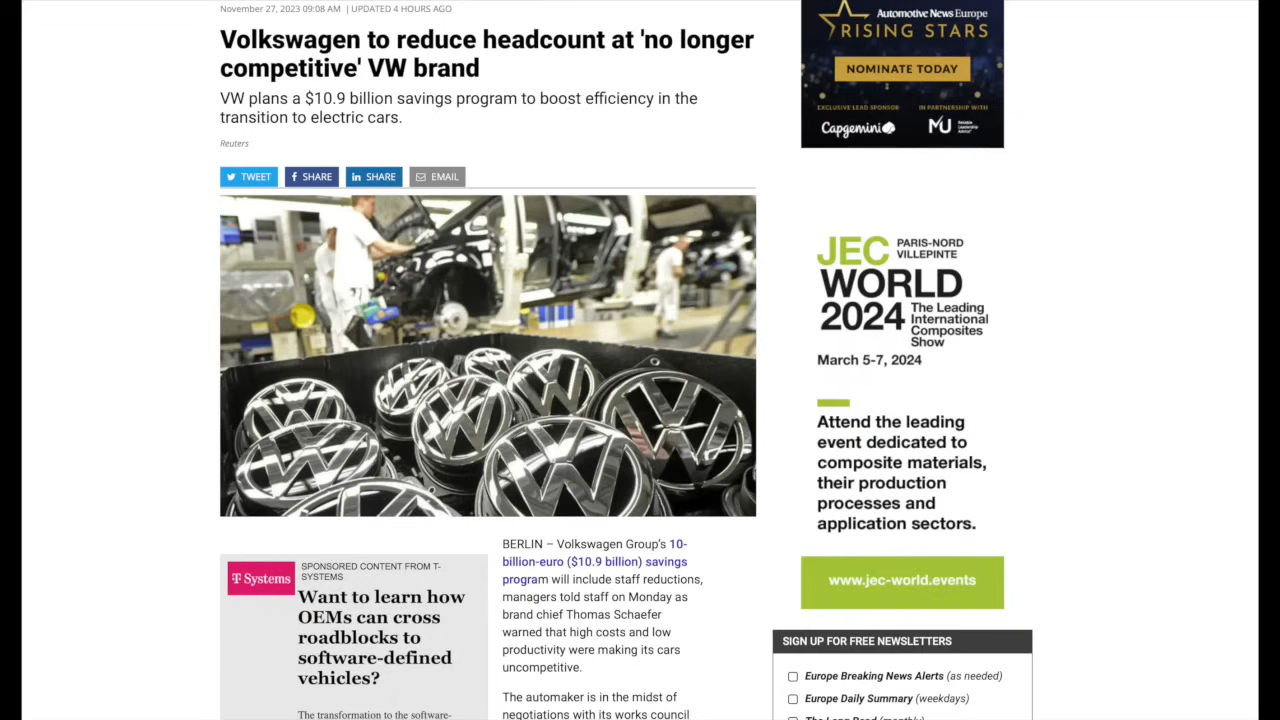 November 27, 2023 09:08 AM | UPDATED 4 HOURS AGO
Volkswagen to reduce headcount at 'no longer
competitive' VW brand
VW plans a $10.9 billion savings program to boost efficiency in the
transition to electric cars.
Reuters
TWEET
SHARE
SHARE
EMAIL
BERLIN – Volkswagen Group's 10-
billion-euro ($10.9 billion) savings
program will include staff reductions,
managers told staff on Monday as
brand chief Thomas Schaefer
warned that high costs and low
productivity were making its cars
uncompetitive.
The automaker is in the midst of
negotiations with its works council
T Systems
SPONSORED CONTENT FROM T-
SYSTEMS
Want to learn how
OEMs can cross
roadblocks to
software-defined
vehicles?
The transformation to the software-
Automotive News Europe
RISING STARS
NOMINATE TODAY
EXCLUSIVE LEAD SPONSOR
IN PARTNERSHIP WITH
Capgemini
JEC
PARIS-NORD
VILLEPINTE
WORLD
2024
The Leading
International
Composites
Show
March 5-7, 2024
Attend the leading
event dedicated to
composite materials,
their production
processes and
application sectors.
www.jec-world.events
SIGN UP FOR FREE NEWSLETTERS
Europe Breaking News Alerts (as needed)
Europe Daily Summary (weekdays)